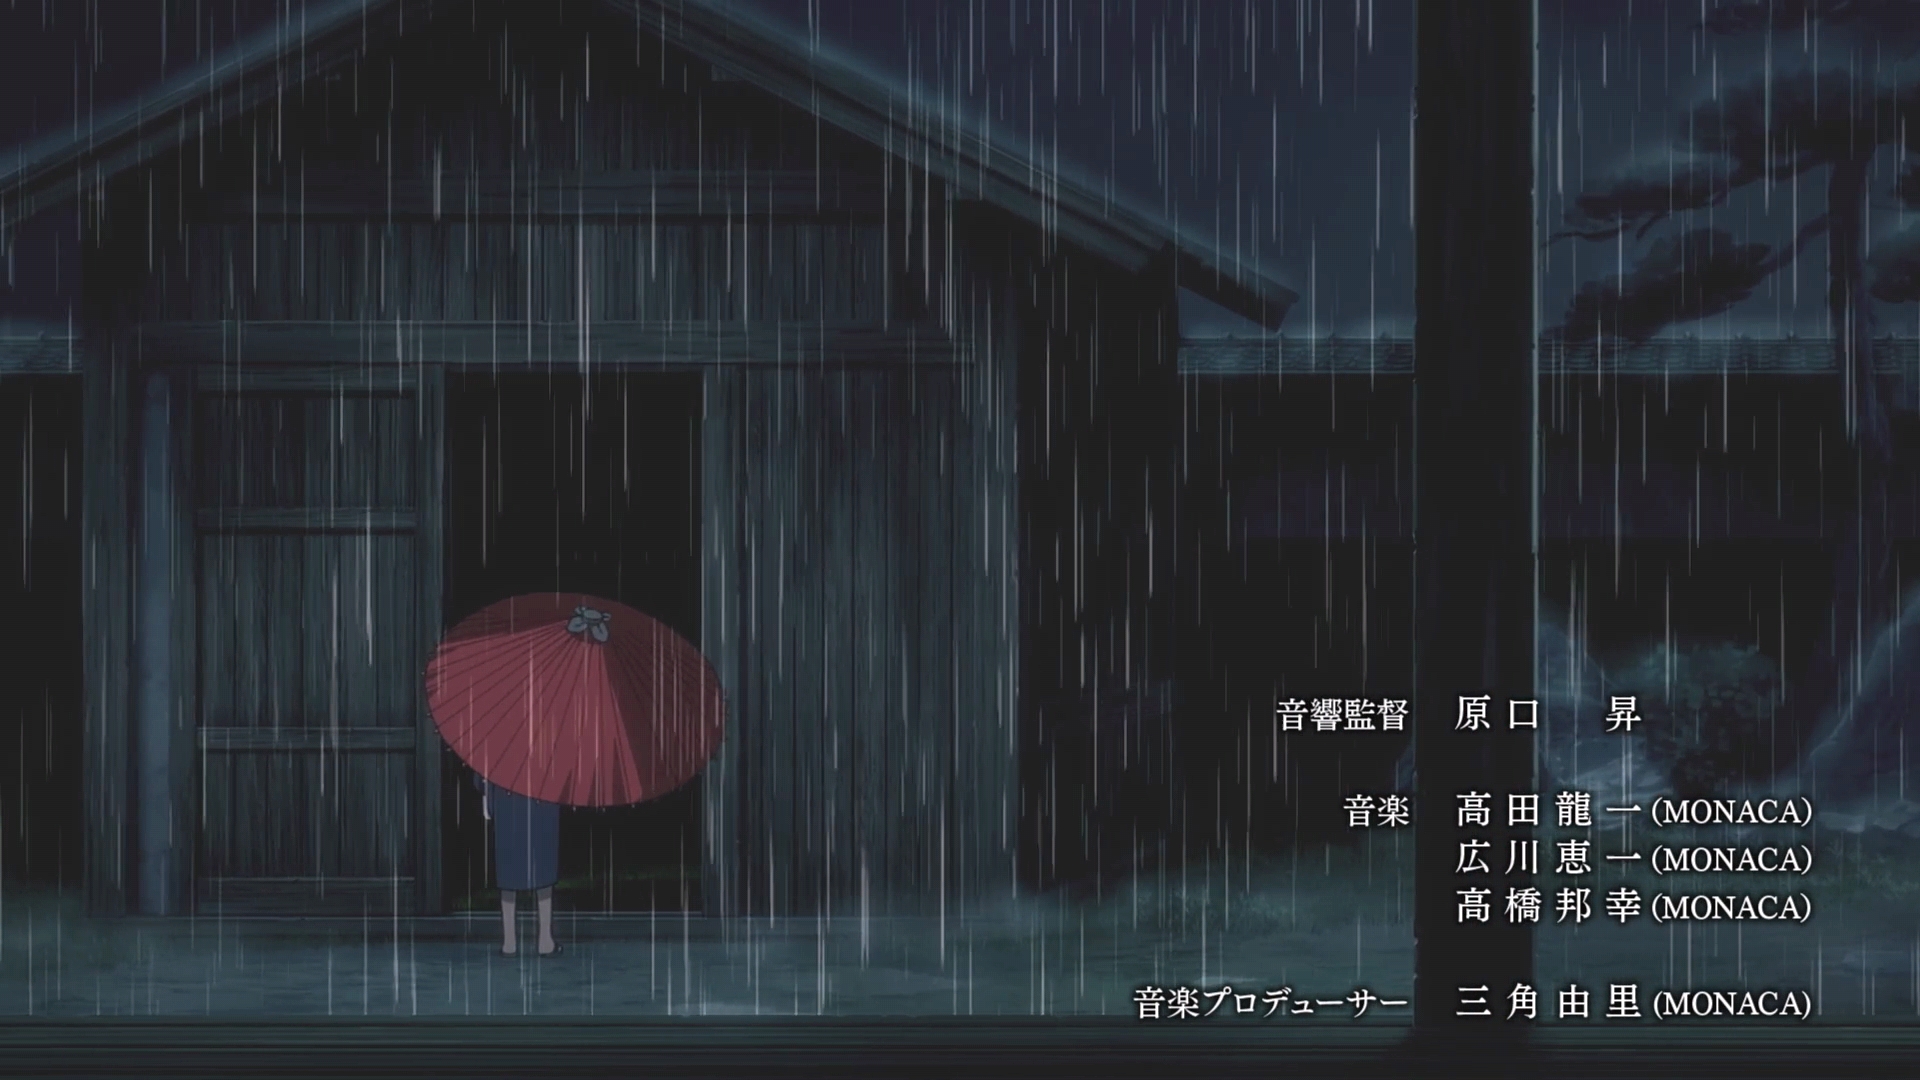 音響監督 原口 昇
音楽 高田龍一(MONACA)
広川恵一(MONACA)
高橋邦幸(MONACA)
音楽プロデューサー 三角由里(MONACA)